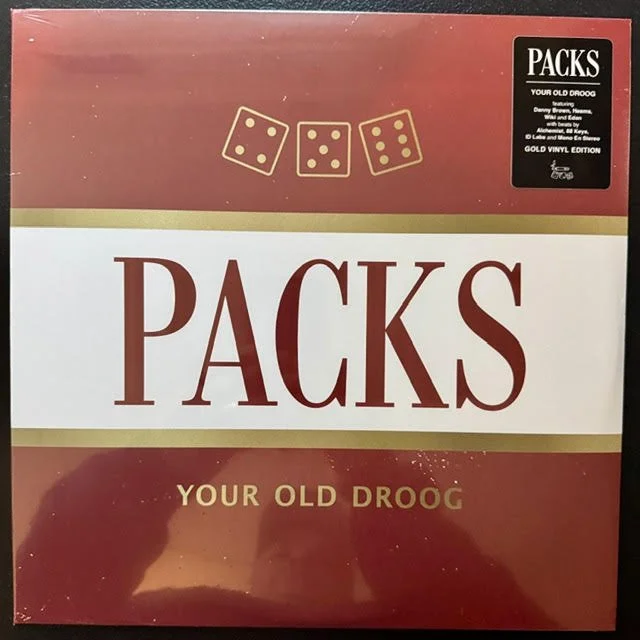 PACKS
YOUR OLD DROOG
featuring
Danny Brown, Heems,
Wiki and Edan
with beats by
Alchemist, 88 Keys,
ID Labs and Mono En Stereo
GOLD VINYL EDITION
PACKS
YOUR OLD DROOG